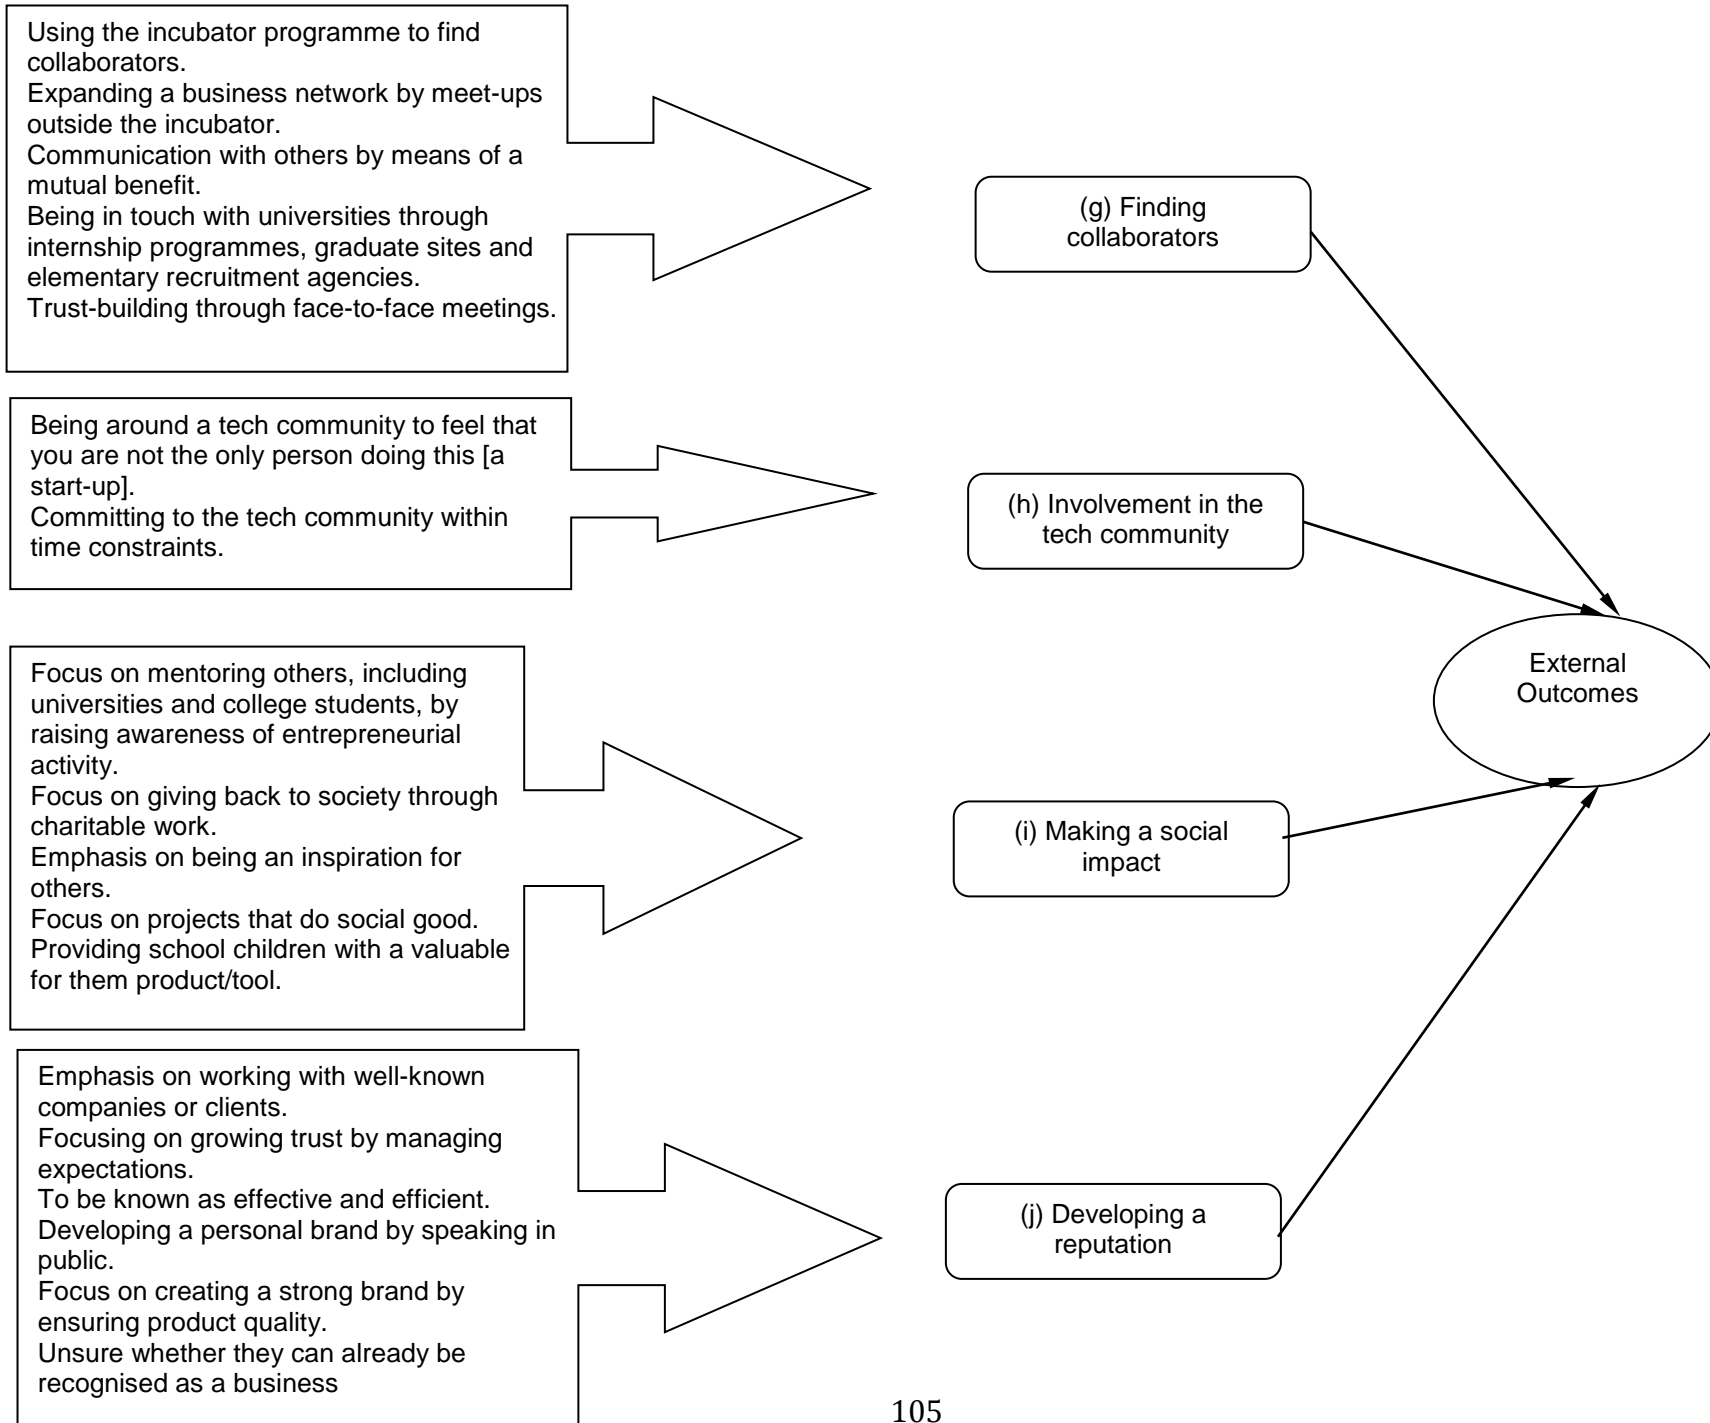 Using the incubator programme to find
collaborators.
Expanding a business network by meet-ups
outside the incubator.
Communication with others by means of a
mutual benefit.
Being in touch with universities through
internship programmes, graduate sites and
elementary recruitment agencies.
Trust-building through face-to-face meetings.
(g) Finding
collaborators
Being around a tech community to feel that
you are not the only person doing this [a
start-up].
Committing to the tech community within
time constraints.
(h) Involvement in the
tech community
External
Outcomes
Focus on mentoring others, including
universities and college students, by
raising awareness of entrepreneurial
activity.
Focus on giving back to society through
charitable work.
Emphasis on being an inspiration for
others.
Focus on projects that do social good.
Providing school children with a valuable
for them product/tool.
(i) Making a social
impact
Emphasis on working with well-known
companies or clients.
Focusing on growing trust by managing
expectations.
To be known as effective and efficient.
Developing a personal brand by speaking in
public.
Focus on creating a strong brand by
ensuring product quality.
Unsure whether they can already be
recognised as a business
(j) Developing a
reputation
105